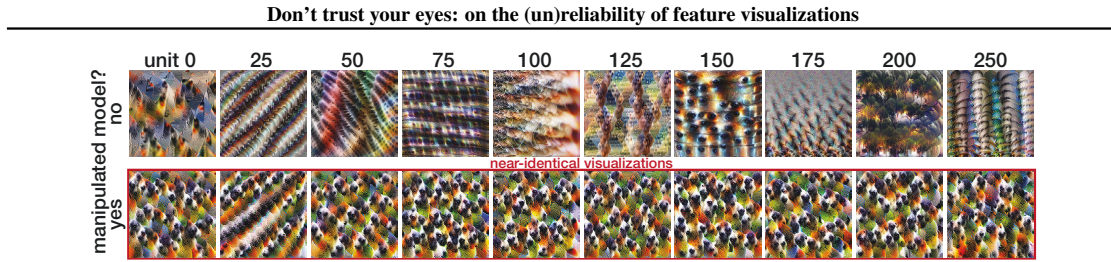 Don't trust your eyes: on the (un)reliability of feature visualizations
unit 0 25 50 75 100 125 150 175 200 250
manipulated model?
no
near-identical visualizations
yes